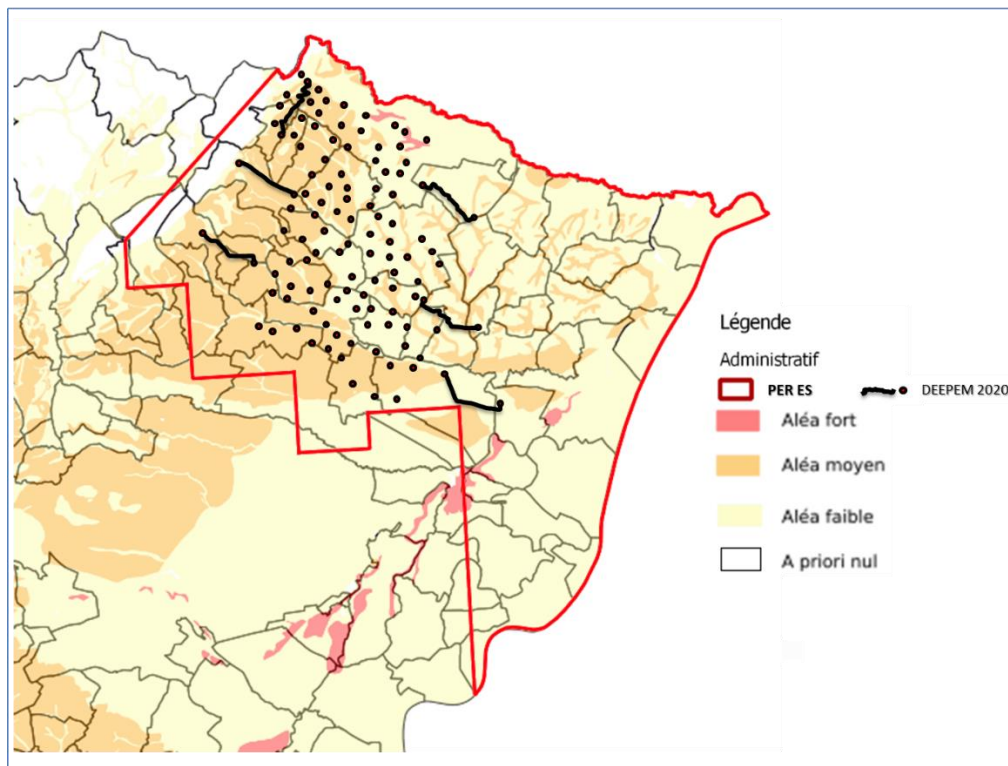 Légende
Administratif
PER ES DEEPEM 2020
Aléa fort
Aléa moyen
Aléa faible
A priori nul